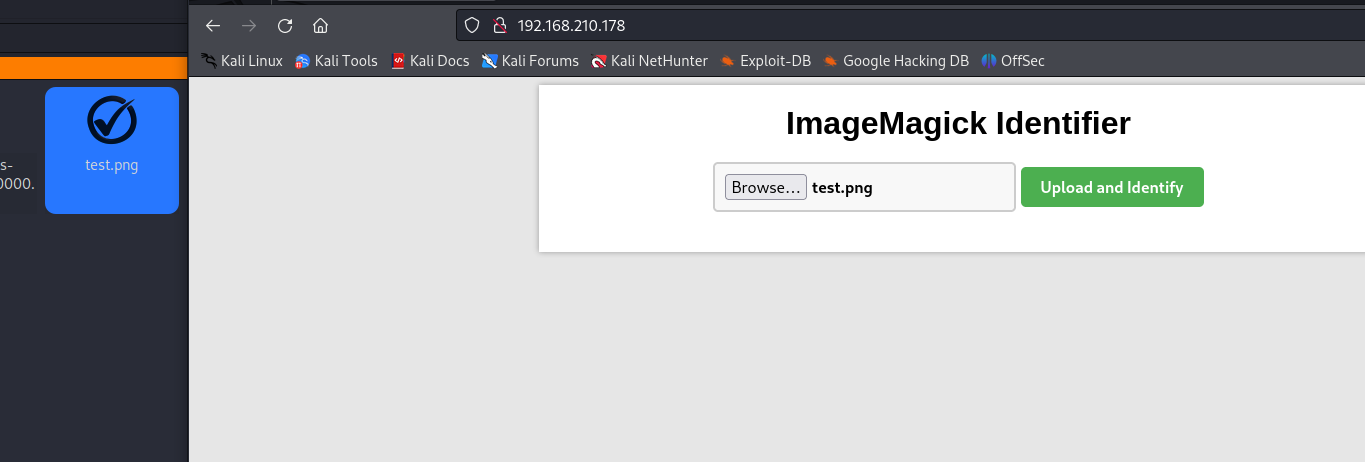 192.168.210.178
Kali Linux Kali Tools Kali Docs Kali Forums Kali NetHunter Exploit-DB Google Hacking DB OffSec
ImageMagick Identifier
s-
0000.
test.png
Browse... test.png Upload and Identify